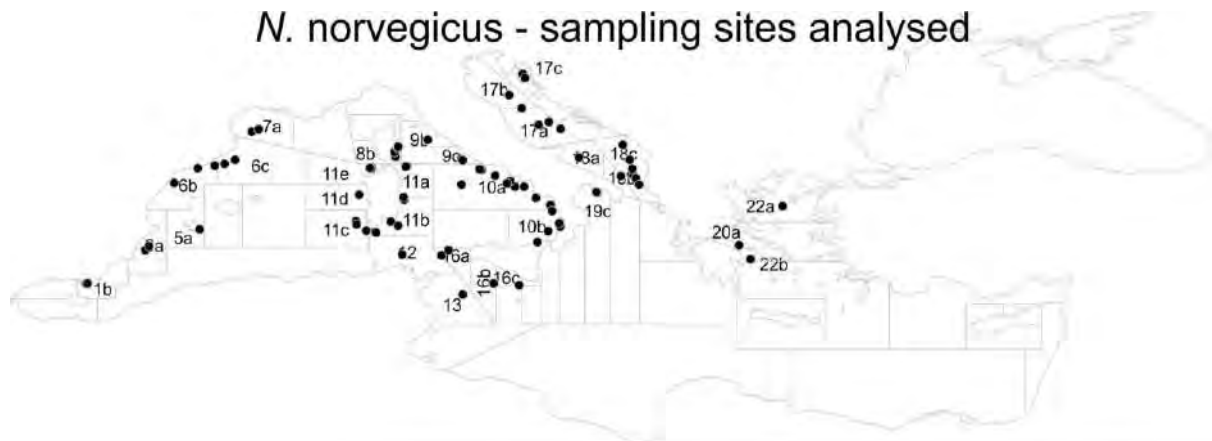 N. norvegicus - sampling sites analysed
17c
17b
7a
17a
9b
8b
9c
18a
18c
6c
11e
6b
11a
10a
18b
11d
19c
22a
5a
11c
11b
10b
20a
6a
12
16a
22b
1b
16b
16c
13